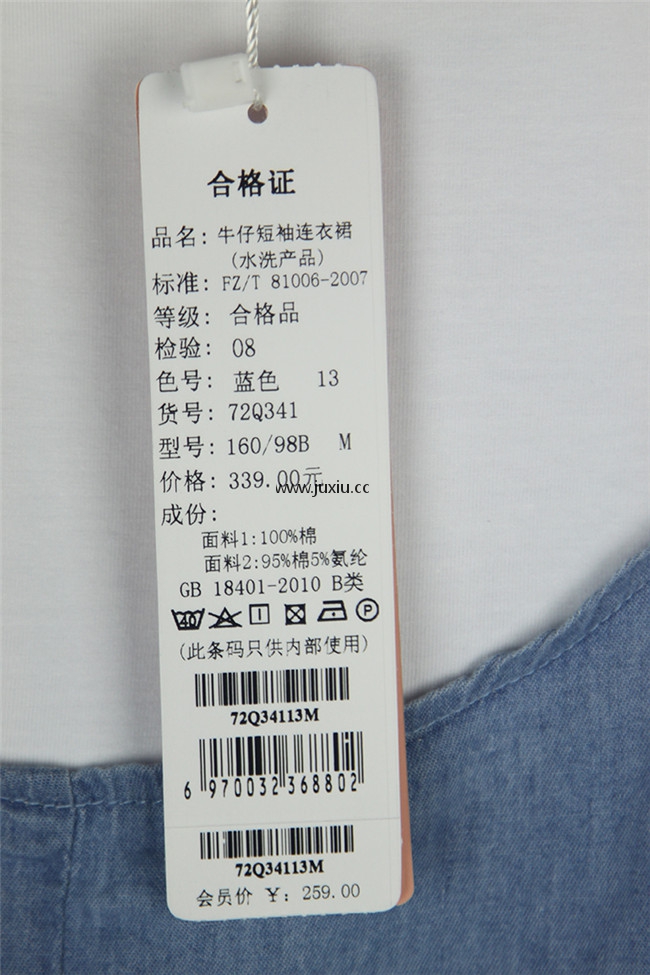 合格证
品名: 牛仔短袖连衣裙
(水洗产品)
标准: FZ/T 81006-2007
等级: 合格品
检验: 08
色号: 蓝色 13
货号: 72Q341
型号: 160/98B M
价格: 339.00元
www.juxiu.cc
成份:
面料1:100%棉
面料2:95%棉5%氨纶
GB 18401-2010 B类
40 P
(此条码只供内部使用)
72Q34113M
6 970032 368802
72Q34113M
会员价 ¥: 259.00